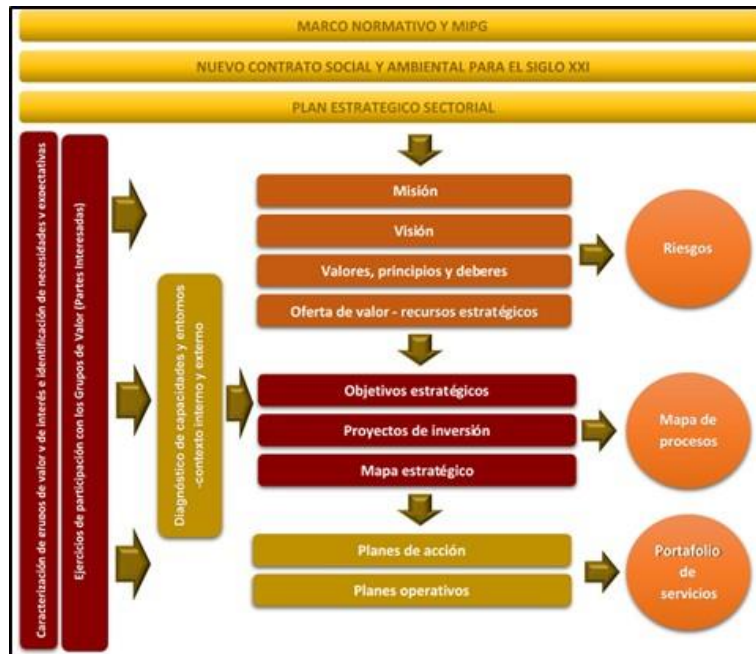 MARCO NORMATIVO Y MIPG
NUEVO CONTRATO SOCIAL Y AMBIENTAL PARA EL SIGLO XXI
PLAN ESTRATEGICO SECTORIAL
Caracterización de grupos de valor y de interés e identificación de necesidades y expectativas
Ejercicios de participación con los Grupos de Valor (Partes Interesadas)
Diagnóstico de capacidades y entornos
-contexto interno y externo
Misión
Visión
Valores, principios y deberes
Oferta de valor - recursos estratégicos
Riesgos
Objetivos estratégicos
Proyectos de inversión
Mapa estratégico
Mapa de
procesos
Planes de acción
Planes operativos
Portafolio
de
servicios